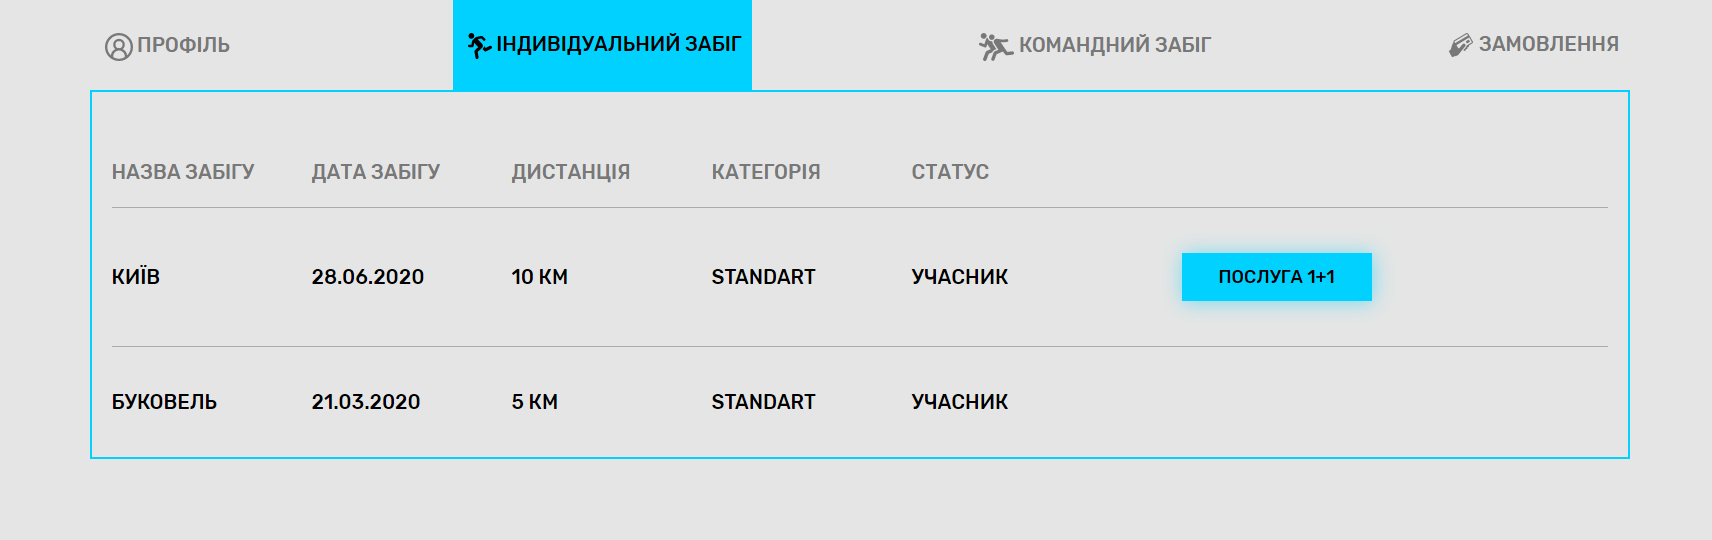 ПРОФІЛЬ ІНДИВІДУАЛЬНИЙ ЗАБІГ КОМАНДНИЙ ЗАБІГ ЗАМОВЛЕННЯ
НАЗВА ЗАБІГУ ДАТА ЗАБІГУ ДИСТАНЦІЯ КАТЕГОРІЯ СТАТУС
КИЇВ 28.06.2020 10 КМ STANDART УЧАСНИК ПОСЛУГА 1+1
БУКОВЕЛЬ 21.03.2020 5 КМ STANDART УЧАСНИК